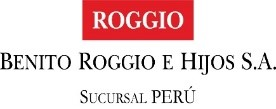 ROGGIO
BENITO ROGGIO E HIJOS S.A.
SUCURSAL PERÚ